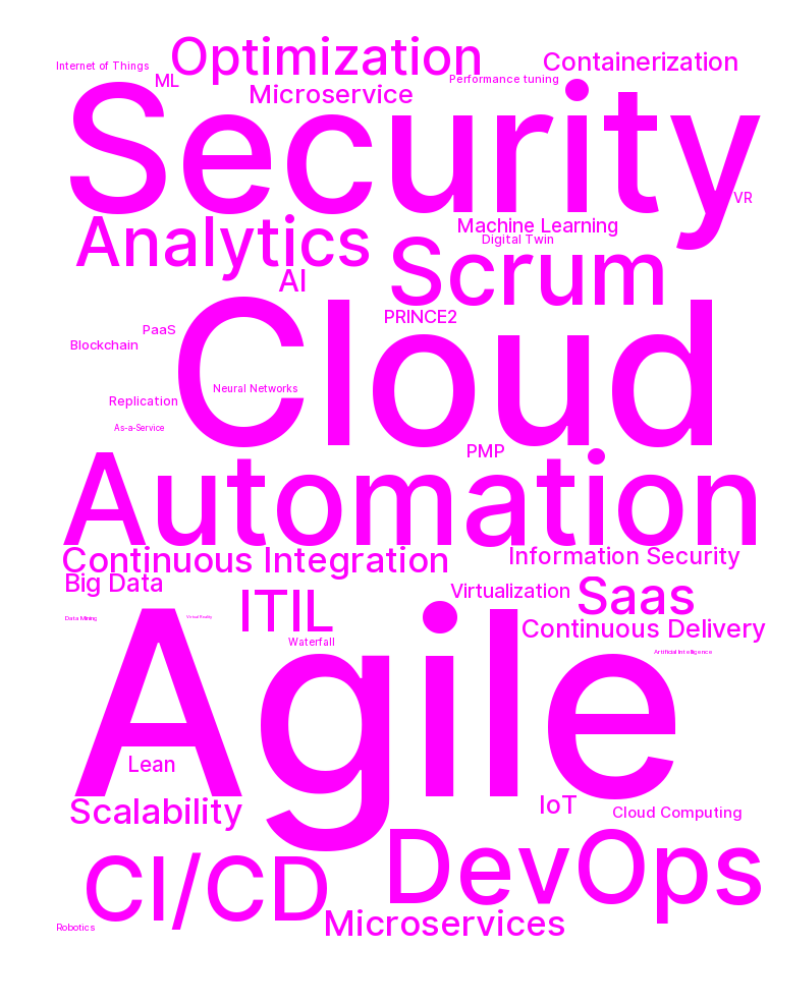 Optimization
Containerization
Internet of Things
ML
Performance tuning
Microservice
Security
VR
Analytics
Machine Learning
Digital Twin
Scrum
AI
PRINCE2
Cloud
PaaS
Blockchain
Neural Networks
Replication
As-a-Service
PMP
Automation
Continuous Integration
Information Security
Big Data
Virtualization
Saas
ITIL
Data Mining
Virtual Reality
Continuous Delivery
Waterfall
Artificial Intelligence
Agile
Lean
IoT
Scalability
Cloud Computing
DevOps
CI/CD
Microservices
Robotics